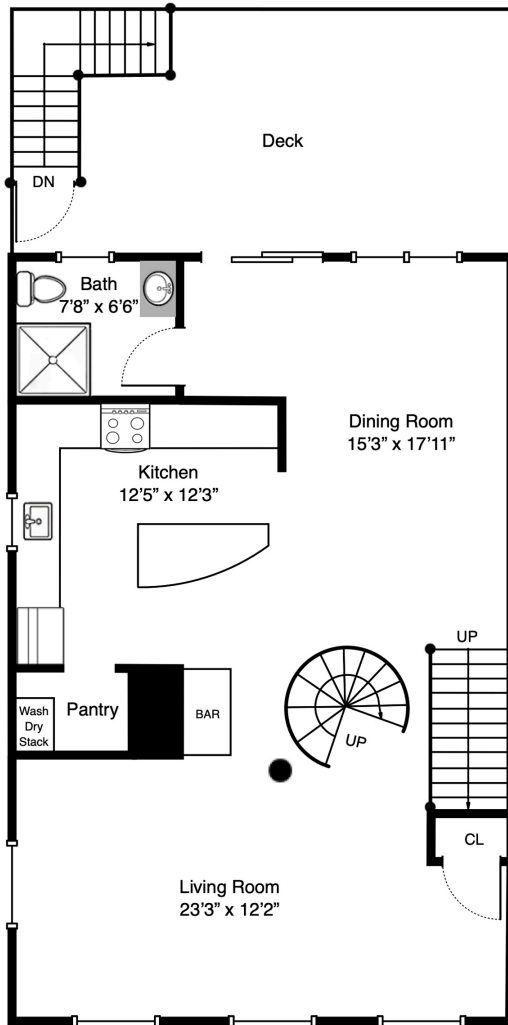 Deck
DN
Bath
7’8” x 6’6”
Dining Room
15’3” x 17’11”
Kitchen
12’5” x 12’3”
UP
Pantry
Wash
Dry
Stack
BAR
UP
CL
Living Room
23’3” x 12’2”